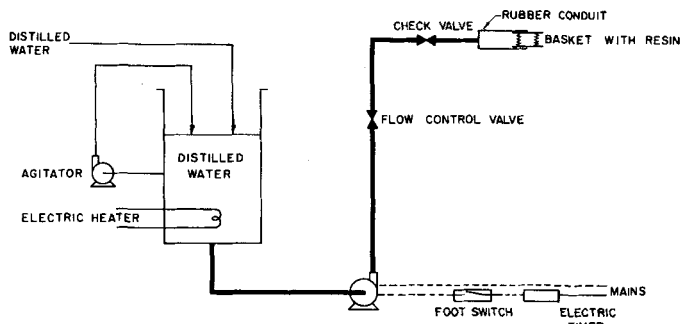 RUBBER CONDUIT
CHECK VALVE
BASKET WITH RESIN
DISTILLED
WATER
FLOW CONTROL VALVE
DISTILLED
WATER
AGITATOR
ELECTRIC HEATER
MAINS
FOOT SWITCH
ELECTRIC